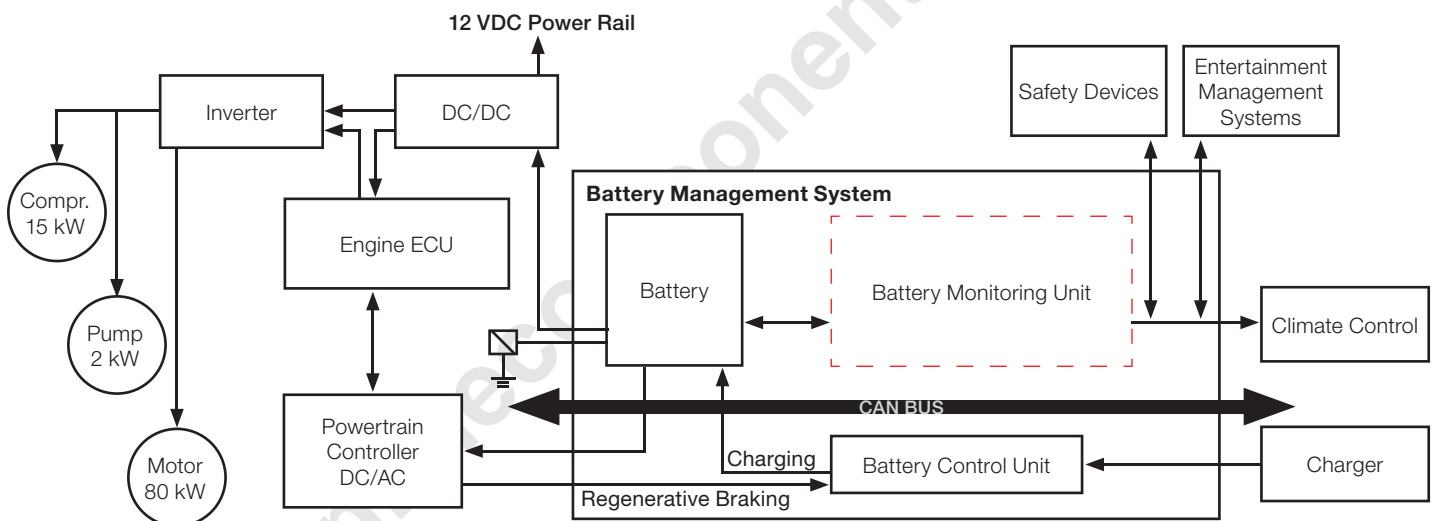 12 VDC Power Rail
Inverter
DC/DC
Safety Devices
Entertainment
Management
Systems
Compr.
15 kW
Battery Management System
Engine ECU
Battery
Battery Monitoring Unit
Pump
2 kW
Climate Control
CAN BUS
Powertrain
Controller
DC/AC
Motor
80 kW
Charging
Battery Control Unit
Charger
Regenerative Braking